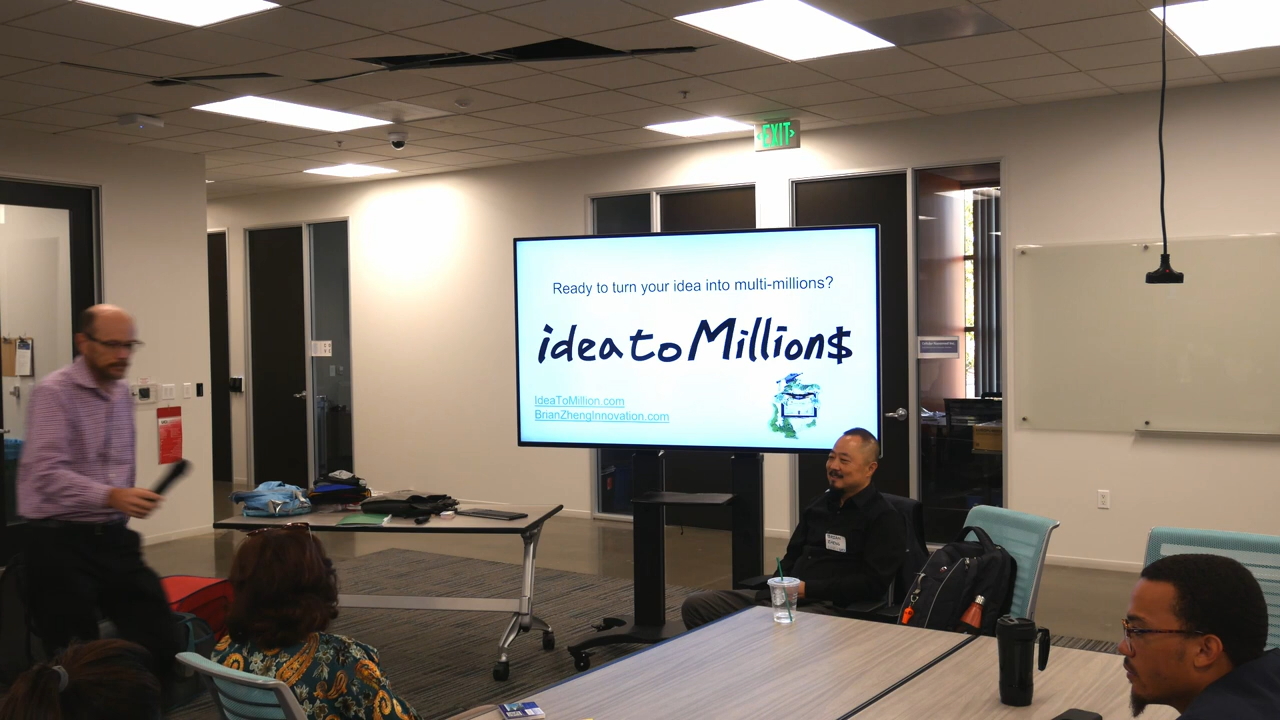 EXIT
Ready to turn your idea into multi-millions?
ideatoMillion$
IdeaToMillion.com
BrianZhengInnovation.com